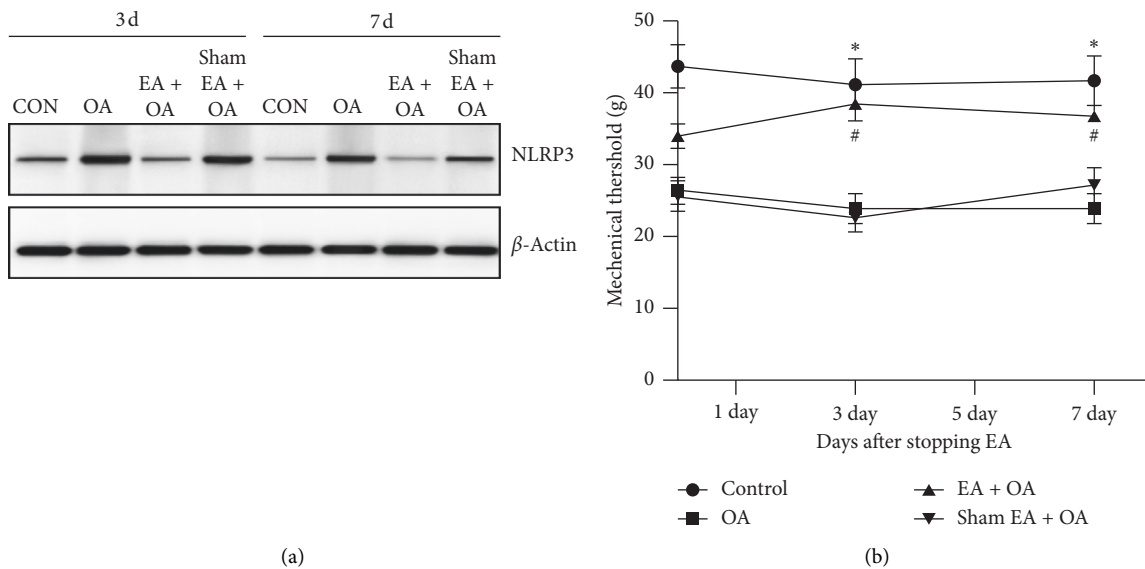 3 d 7 d
CON OA EA + OA Sham EA + OA CON OA EA + OA Sham EA + OA
NLRP3
β-Actin
(a)
50
40
30
20
10
0
Mechenical thershold (g)
* *
# #
1 day 3 day 5 day 7 day
Days after stopping EA
Control EA + OA
OA Sham EA + OA
(b)